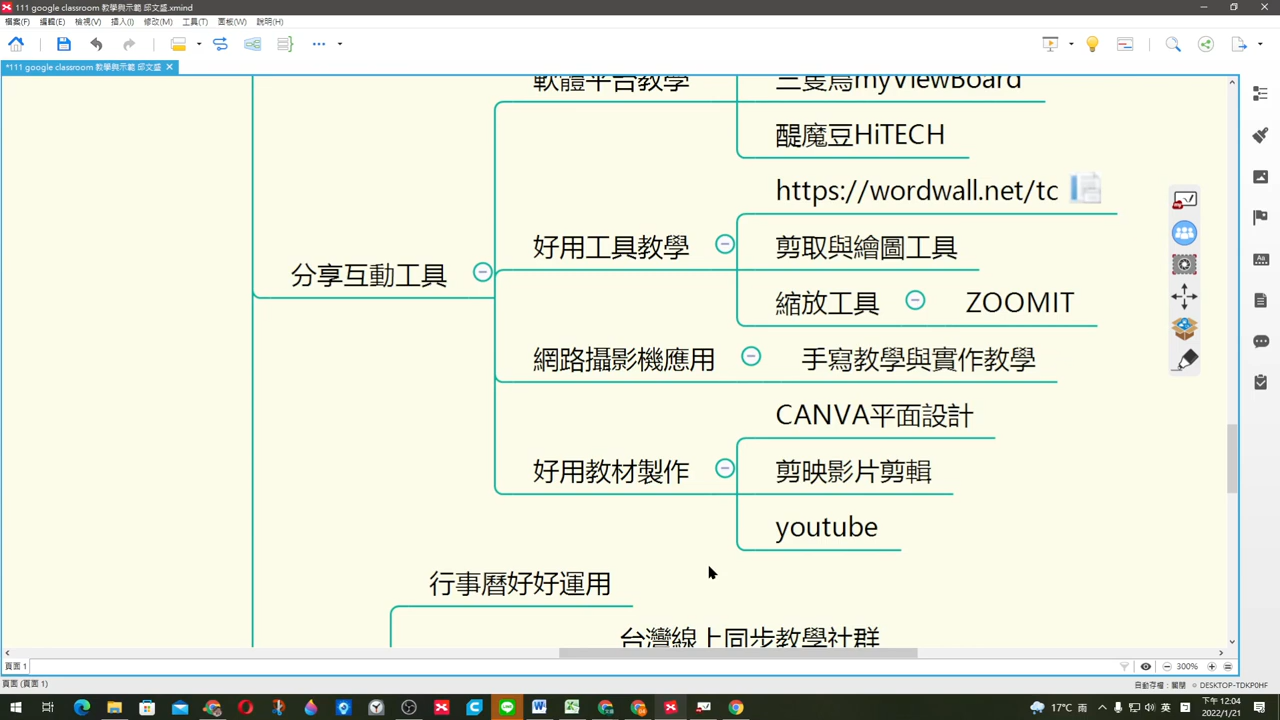 111 google classroom 教學與示範 邱文盛.xmind
檔案(F) 編輯(E) 檢視(V) 插入(I) 修改(M) 工具(T) 面板(W) 說明(H)
*111 google classroom 教學與示範 邱文盛
軟體平台教學
三隻鳥myViewBoard
醍魔豆HiTECH
https://wordwall.net/tc
好用工具教學
剪取與繪圖工具
分享互動工具
縮放工具
ZOOMIT
網路攝影機應用
手寫教學與實作教學
CANVA平面設計
好用教材製作
剪映影片剪輯
youtube
行事曆好好運用
台灣線上同步教學社群
頁面 1
300%
頁面 (頁面 1)
自動存檔：關閉
DESKTOP-TDKP0HF
17°C 雨
下午 12:04
2022/1/21